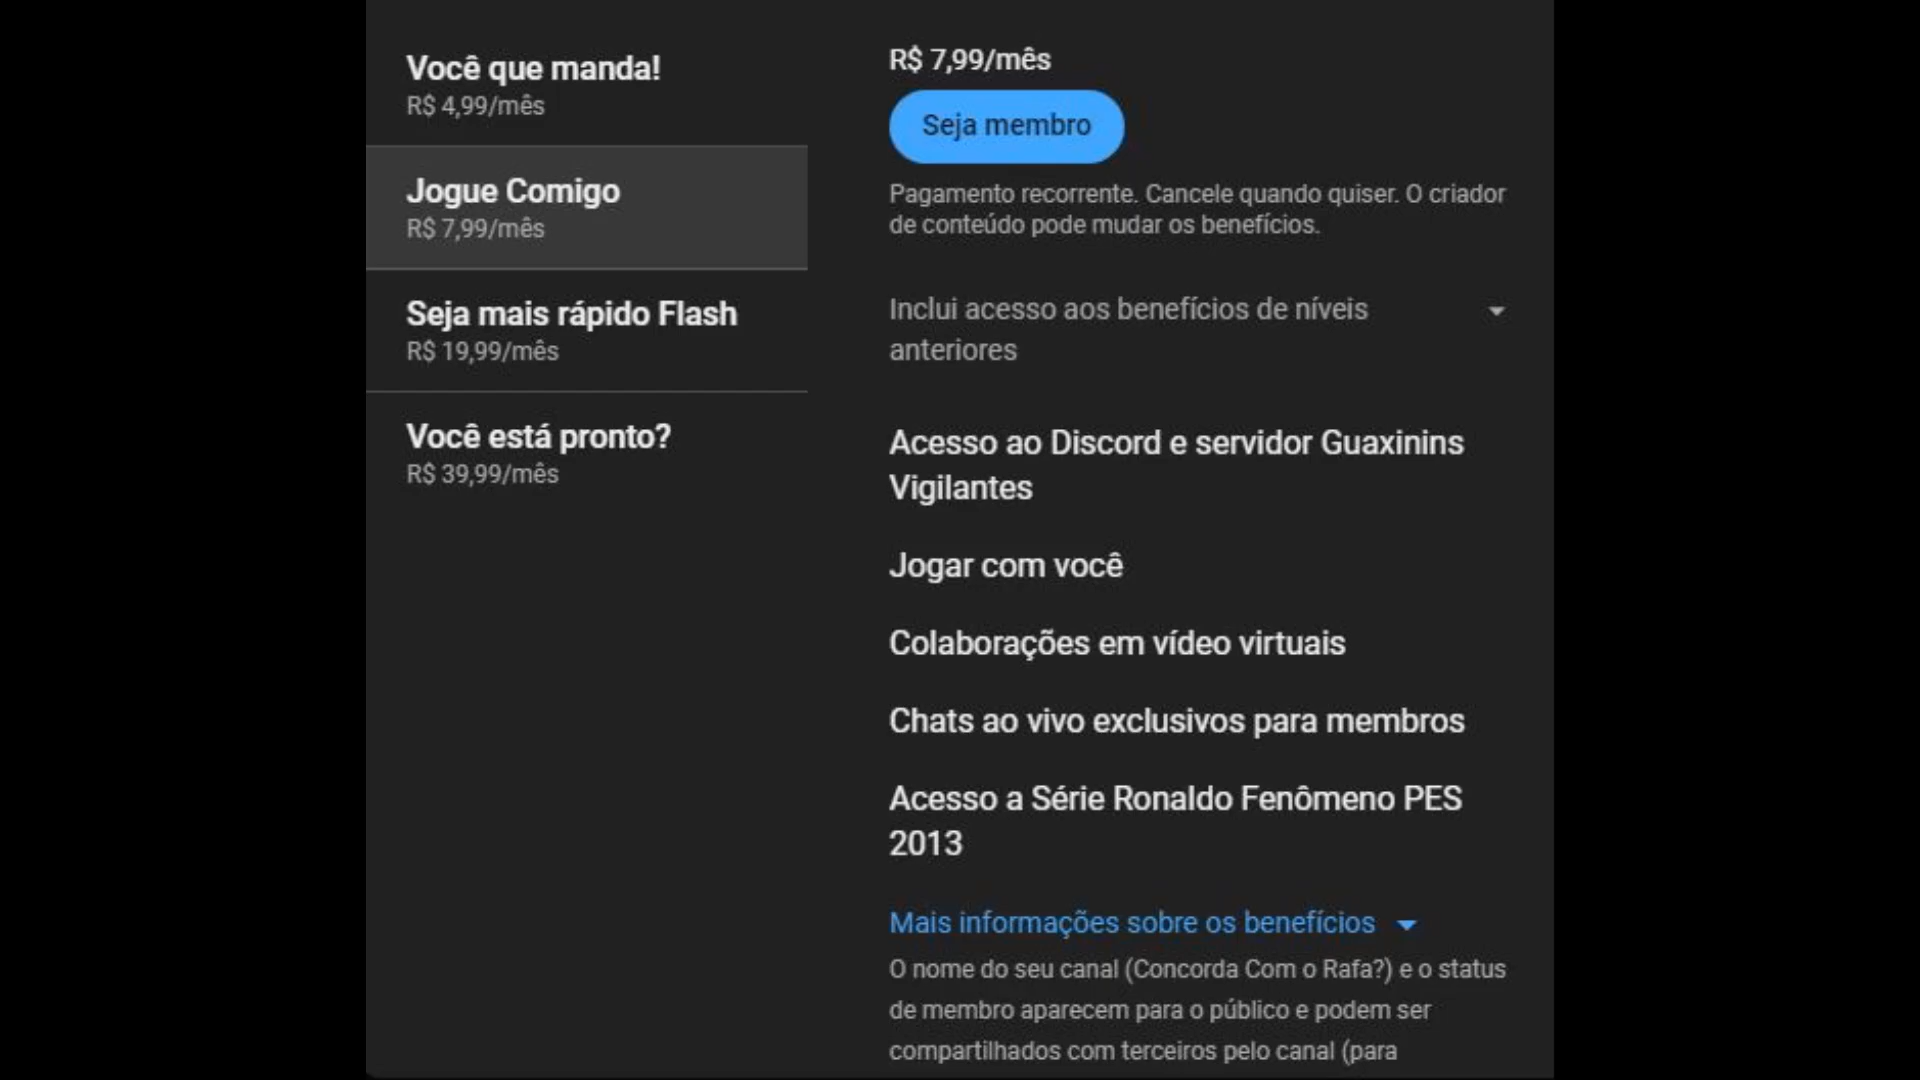 Você que manda!
R$ 4,99/mês
Jogue Comigo
R$ 7,99/mês
Seja mais rápido Flash
R$ 19,99/mês
Você está pronto?
R$ 39,99/mês
R$ 7,99/mês
Seja membro
Pagamento recorrente. Cancele quando quiser. O criador
de conteúdo pode mudar os benefícios.
Inclui acesso aos benefícios de níveis
anteriores
Acesso ao Discord e servidor Guaxinins
Vigilantes
Jogar com você
Colaborações em vídeo virtuais
Chats ao vivo exclusivos para membros
Acesso a Série Ronaldo Fenômeno PES
2013
Mais informações sobre os benefícios
O nome do seu canal (Concorda Com o Rafa?) e o status
de membro aparecem para o público e podem ser
compartilhados com terceiros pelo canal (para